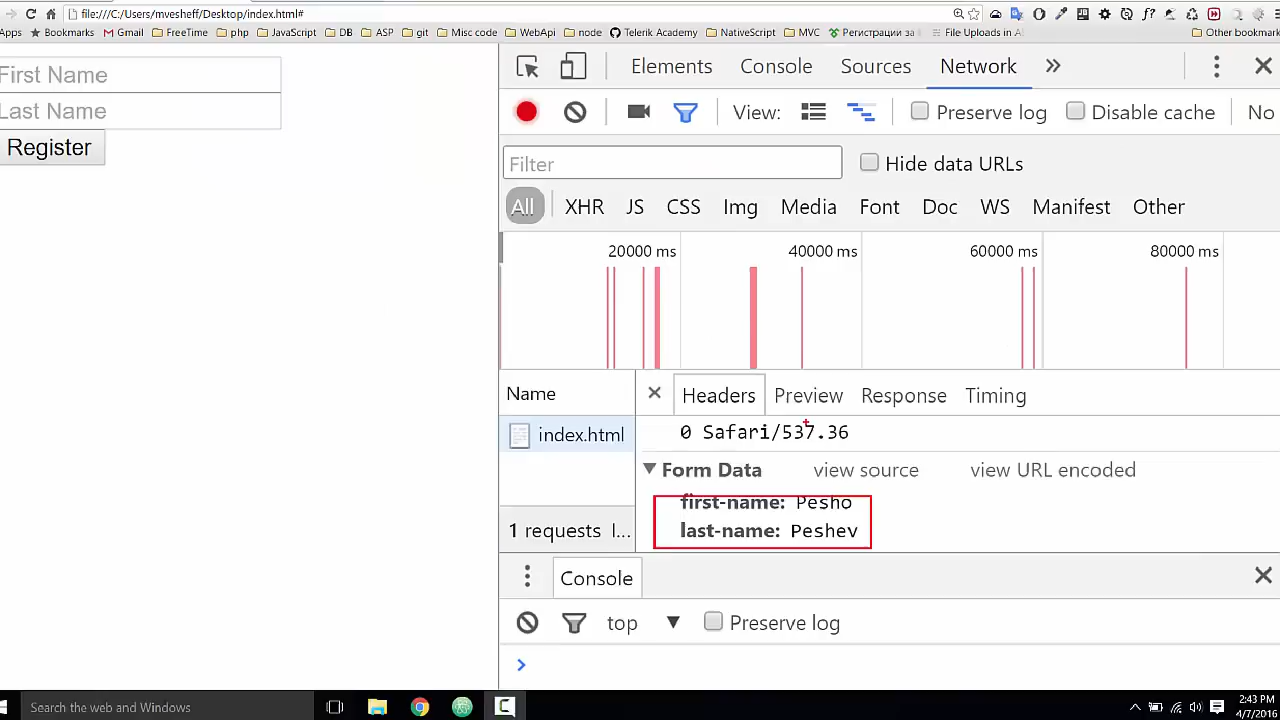 file:///C:/Users/mvesheff/Desktop/index.html#
Apps Bookmarks Gmail FreeTime php JavaScript DB ASP git Misc code WebApi node Telerik Academy NativeScript MVC Регистрации за File Uploads in Other bookmark
First Name
Last Name
Register
Elements Console Sources Network
View: Preserve log Disable cache No
Filter Hide data URLs
All XHR JS CSS Img Media Font Doc WS Manifest Other
20000 ms 40000 ms 60000 ms 80000 ms
Name Headers Preview Response Timing
index.html 0 Safari/537.36
Form Data view source view URL encoded
first-name: Pesho
last-name: Peshev
1 requests I...
Console
top Preserve log
Search the web and Windows
2:43 PM
4/7/2016